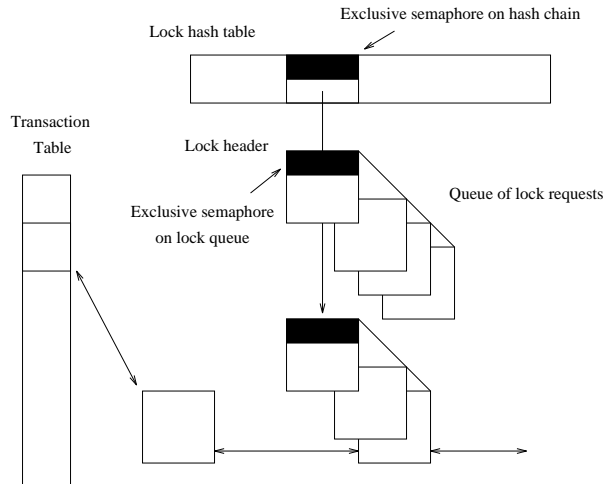 Exclusive semaphore on hash chain
Lock hash table
Transaction
Table
Lock header
Queue of lock requests
Exclusive semaphore
on lock queue